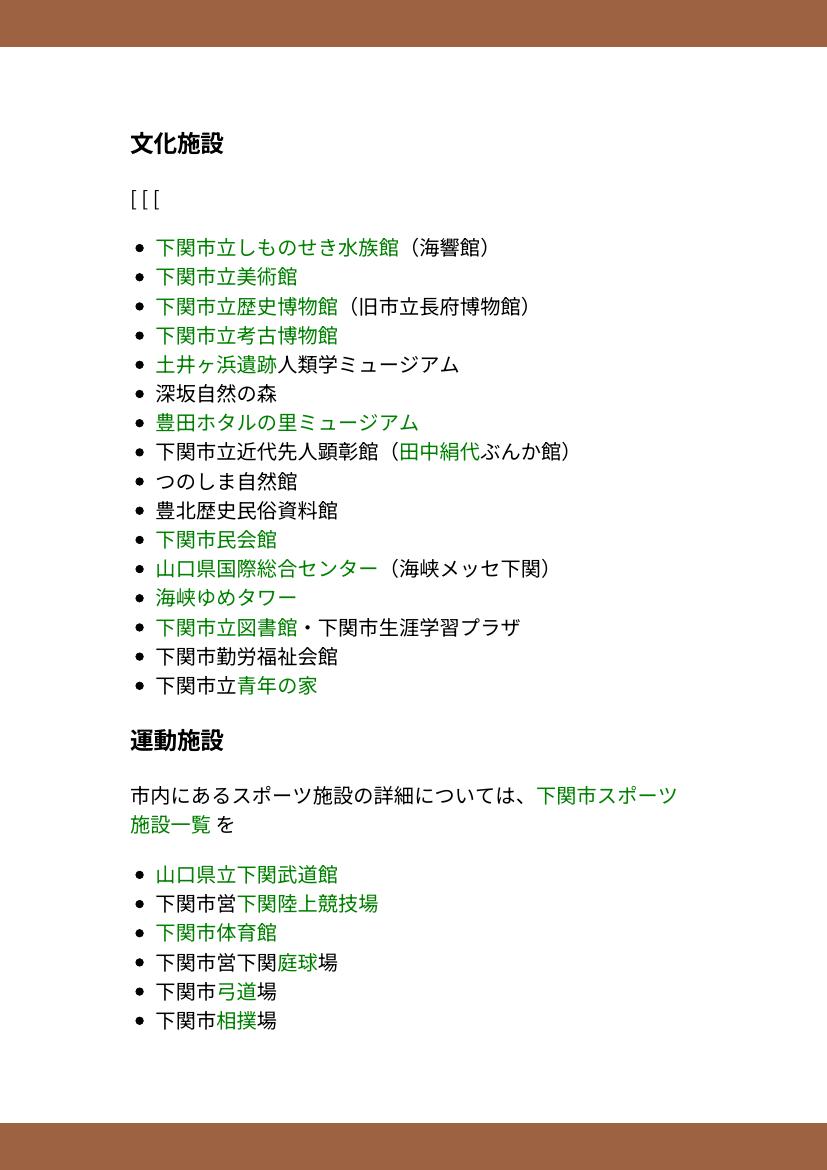 文化施設
[ [ [
下関市立しものせき水族館（海響館）
下関市立美術館
下関市立歴史博物館（旧市立長府博物館）
下関市立考古博物館
土井ヶ浜遺跡人類学ミュージアム
深坂自然の森
豊田ホタルの里ミュージアム
下関市立近代先人顕彰館（田中絹代ぶんか館）
つのしま自然館
豊北歴史民俗資料館
下関市民会館
山口県国際総合センター（海峡メッセ下関）
海峡ゆめタワー
下関市立図書館・下関市生涯学習プラザ
下関市勤労福祉会館
下関市立青年の家
運動施設
市内にあるスポーツ施設の詳細については、下関市スポーツ
施設一覧 を
山口県立下関武道館
下関市営下関陸上競技場
下関市体育館
下関市営下関庭球場
下関市弓道場
下関市相撲場